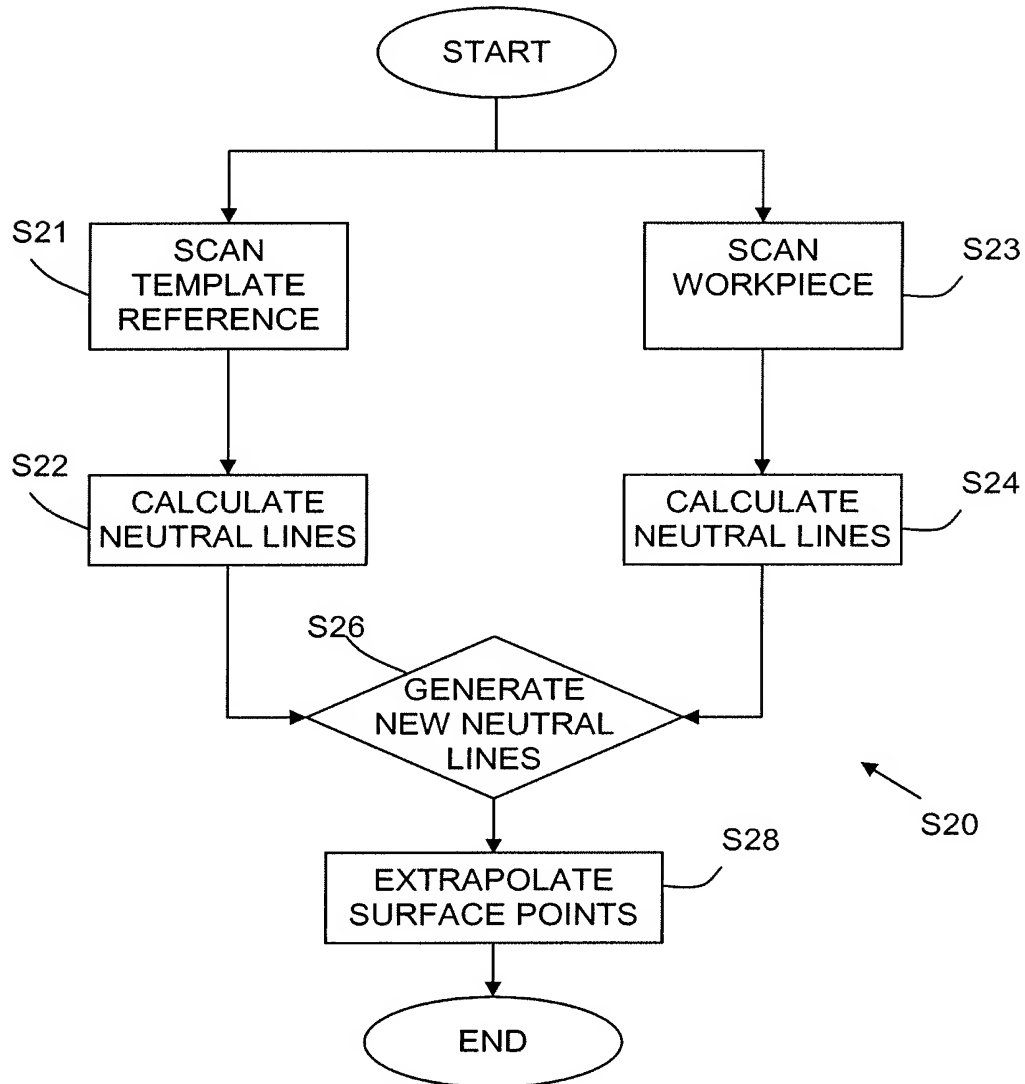 START
S21
SCAN
TEMPLATE
REFERENCE
SCAN
WORKPIECE
S23
S22
CALCULATE
NEUTRAL LINES
CALCULATE
NEUTRAL LINES
S24
S26
GENERATE
NEW NEUTRAL
LINES
S20
S28
EXTRAPOLATE
SURFACE POINTS
END